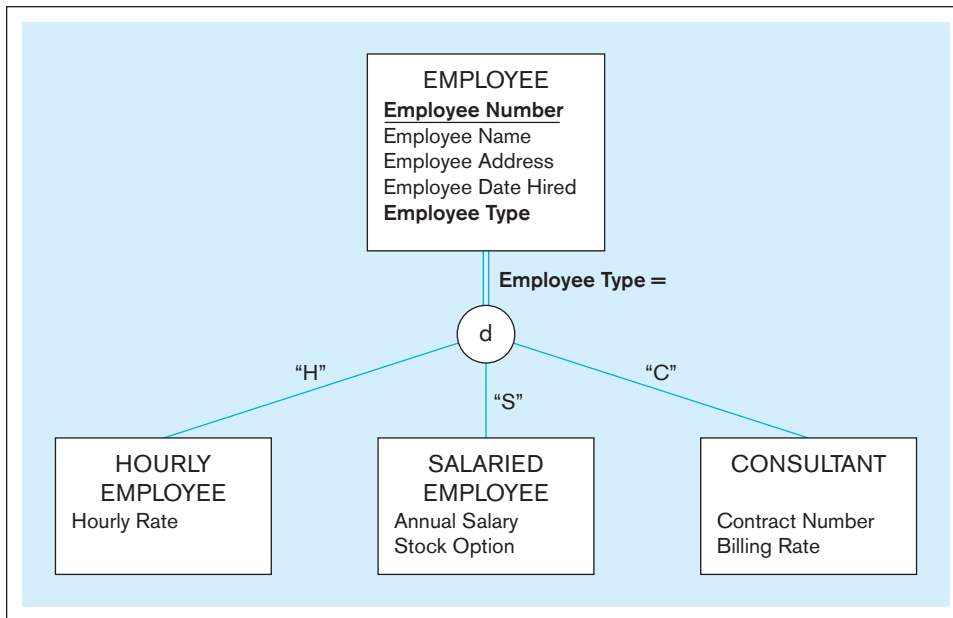 EMPLOYEE
Employee Number
Employee Name
Employee Address
Employee Date Hired
Employee Type
Employee Type =
d
“H”
“S”
“C”
HOURLY
EMPLOYEE
Hourly Rate
SALARIED
EMPLOYEE
Annual Salary
Stock Option
CONSULTANT
Contract Number
Billing Rate